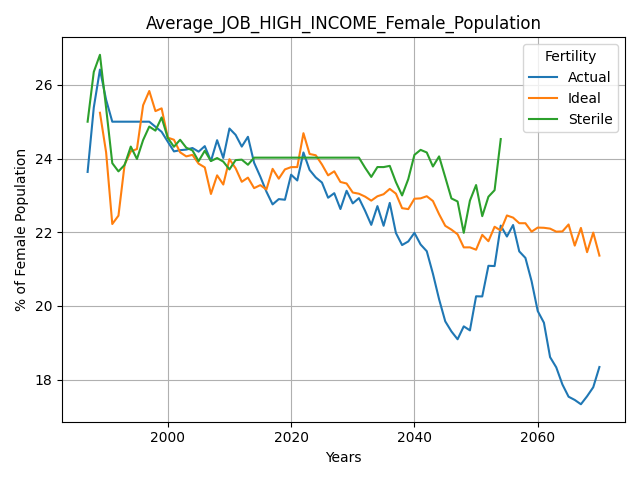 Average_JOB_HIGH_INCOME_Female_Population
Fertility
Actual
Ideal
Sterile
% of Female Population
26
24
22
20
18
2000
2020
2040
2060
Years